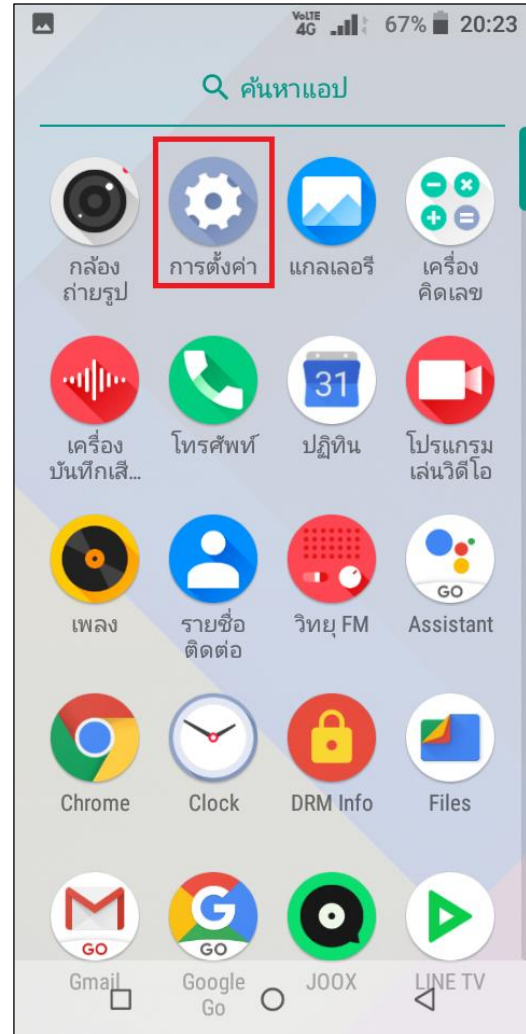 VoLTE
4G 67% 20:23
ค้นหาแอป
กล้อง
ถ่ายรูป
การตั้งค่า
แกลเลอรี
เครื่อง
คิดเลข
เครื่อง
บันทึกเสี...
โทรศัพท์
31
ปฏิทิน
โปรแกรม
เล่นวิดีโอ
เพลง
รายชื่อ
ติดต่อ
วิทยุ FM
GO
Assistant
Chrome
Clock
DRM Info
Files
GO
Gmail
G
GO
Google
Go
JOOX
LINE TV